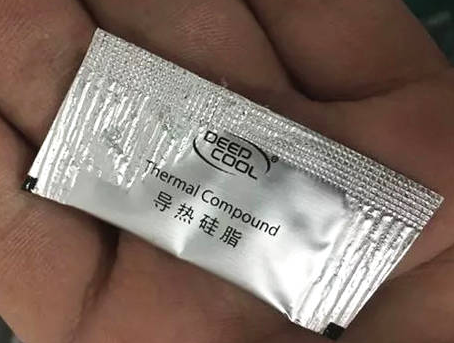 DEEP
COOL®
Thermal Compound
导热硅脂